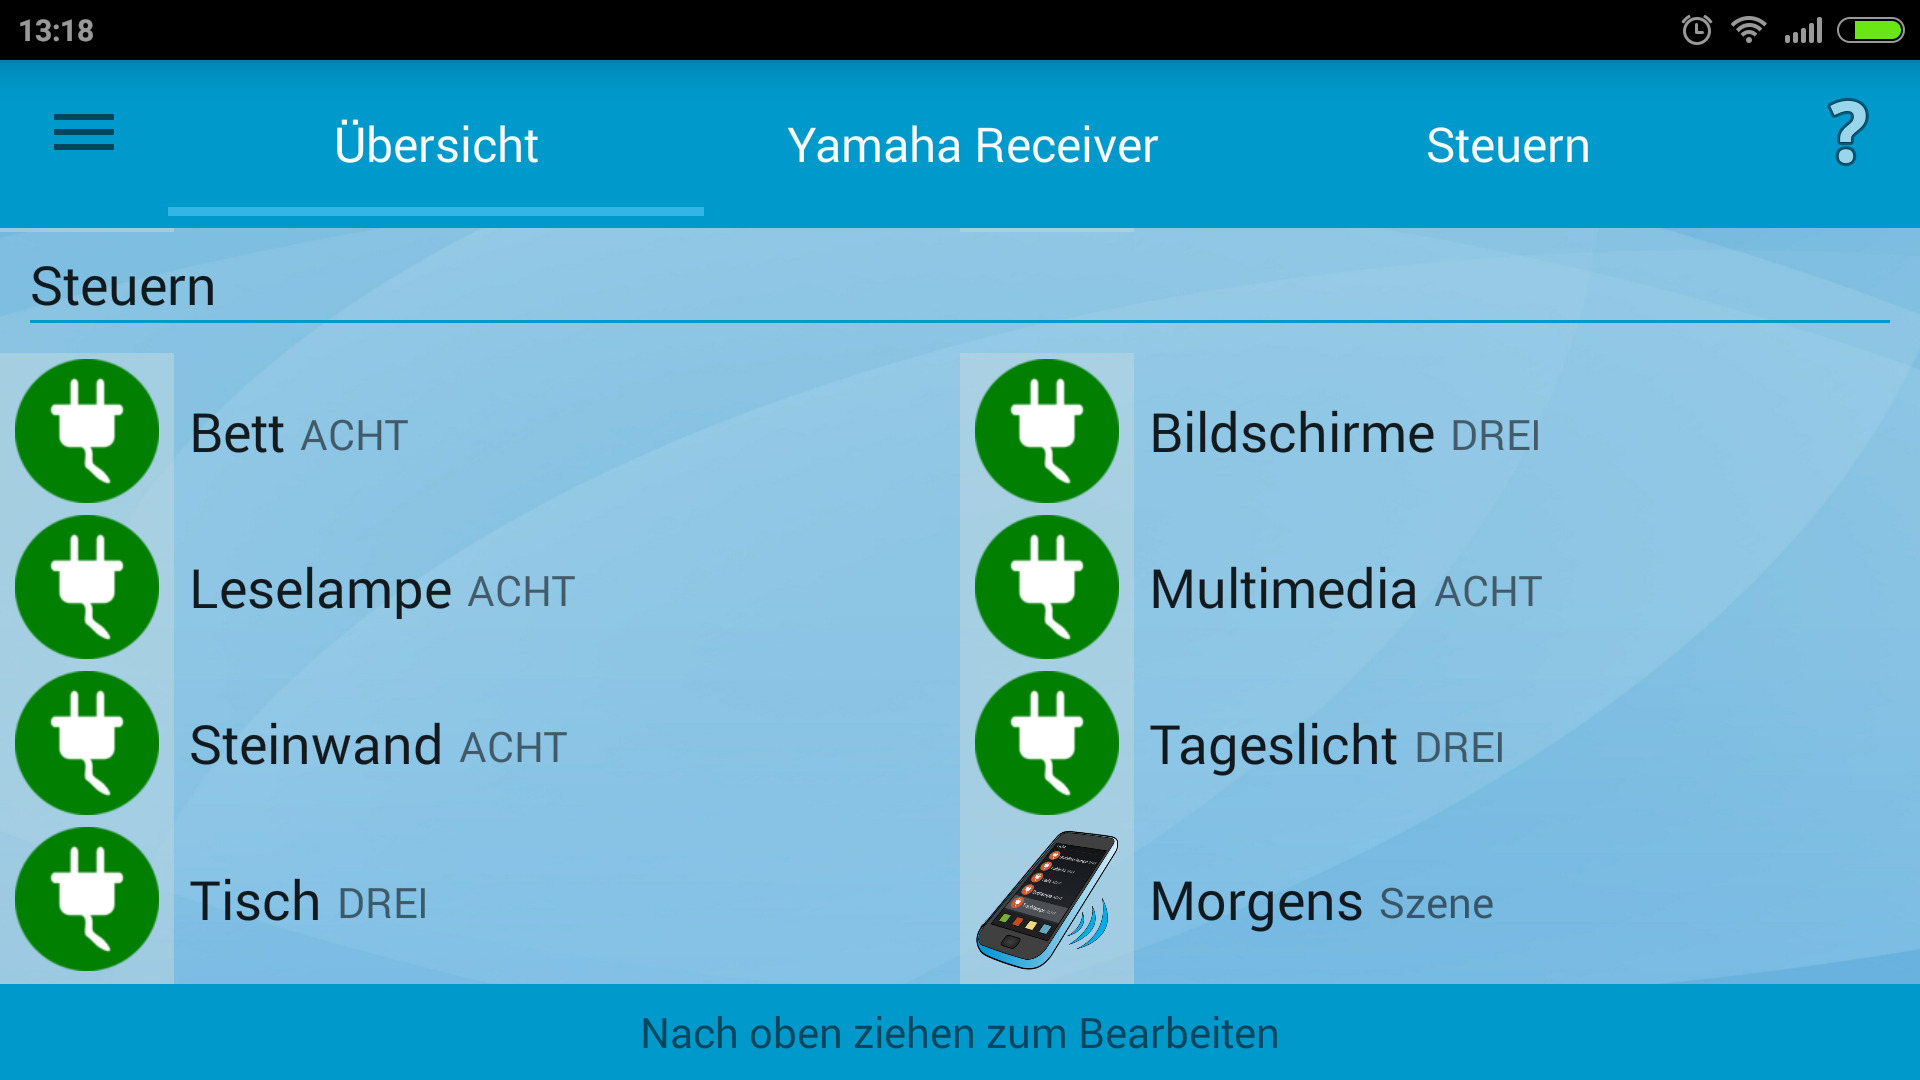 13:18
Übersicht Yamaha Receiver Steuern ?
Steuern
Bett ACHT Bildschirme DREI
Leselampe ACHT Multimedia ACHT
Steinwand ACHT Tageslicht DREI
Tisch DREI Morgens Szene
Nach oben ziehen zum Bearbeiten